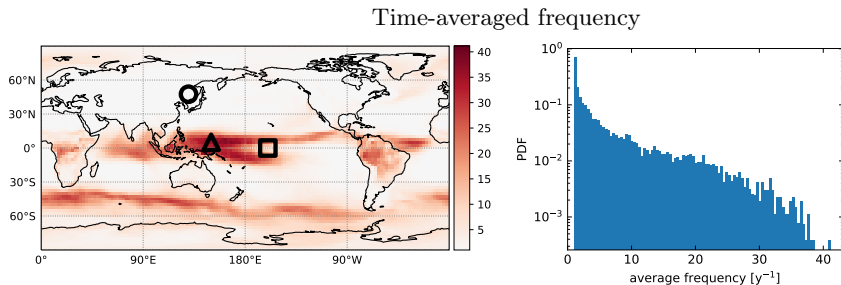 Time-averaged frequency
60°N
30°N
0°
30°S
60°S
0°
90°E
180°E
90°W
40
35
30
25
20
15
10
5
PDF
10⁰
10⁻¹
10⁻²
10⁻³
0
10
20
30
40
average frequency [y⁻¹]